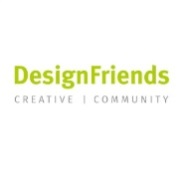 DesignFriends
CREATIVE | COMMUNITY